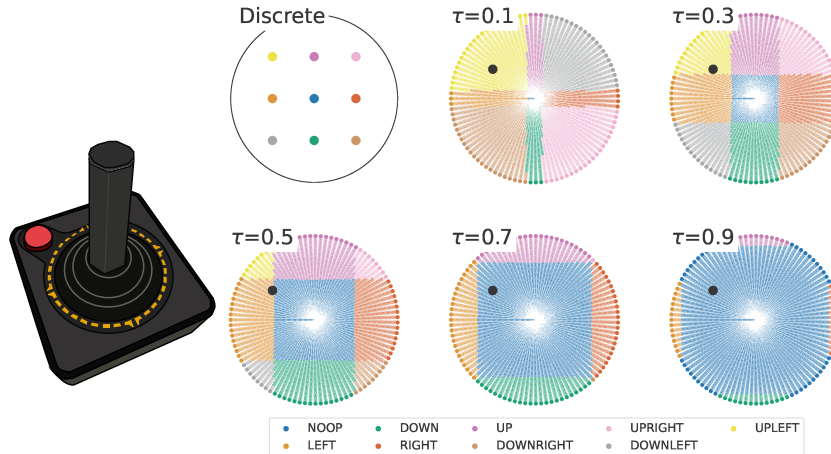 Discrete
τ=0.1
τ=0.3
τ=0.5
τ=0.7
τ=0.9
NOOP DOWN UP UPRIGHT UPLEFT
LEFT RIGHT DOWNRIGHT DOWNLEFT